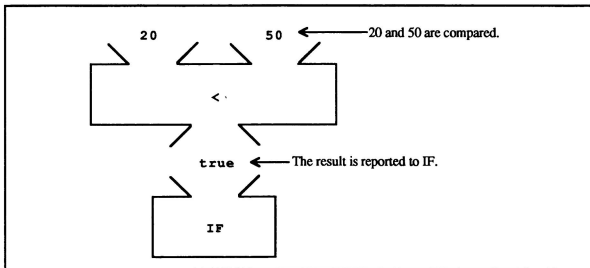 20 50 20 and 50 are compared.
<
true The result is reported to IF.
IF